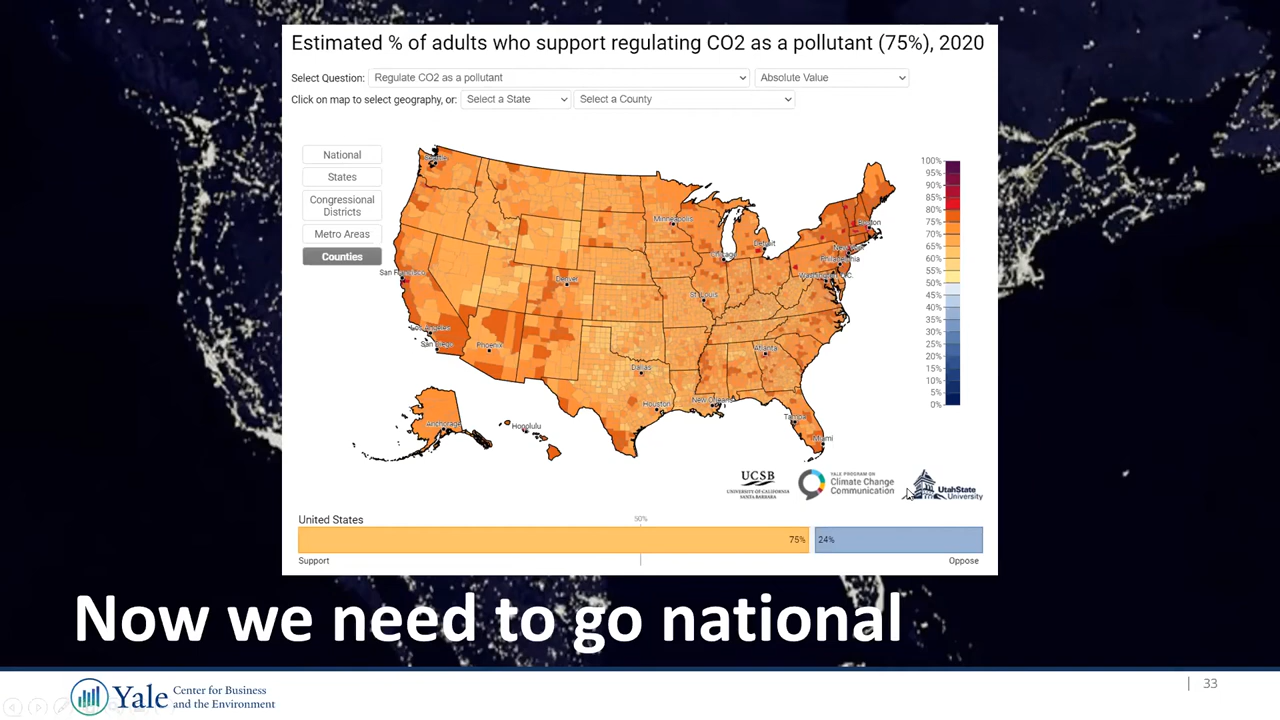 Estimated % of adults who support regulating CO2 as a pollutant (75%), 2020
Select Question: Regulate CO2 as a pollutant Absolute Value
Click on map to select geography, or: Select a State Select a County
National
States
Congressional
Districts
Metro Areas
Counties
100%
95%
90%
85%
80%
75%
70%
65%
60%
55%
50%
45%
40%
35%
30%
25%
20%
15%
10%
5%
0%
Seattle
Minneapolis
Boston
Detroit
New York
Chicago
Philadelphia
San Francisco
Denver
Washington D.C.
St Louis
Los Angeles
San Diego
Phoenix
Atlanta
Dallas
Houston
New Orleans
Tampa
Miami
Anchorage
Honolulu
UCSB
UNIVERSITY OF CALIFORNIA
SANTA BARBARA
YALE PROGRAM ON
Climate Change
Communication
UtahState
University
United States
50%
75% 24%
Support Oppose
Now we need to go national
Yale Center for Business
and the Environment
33